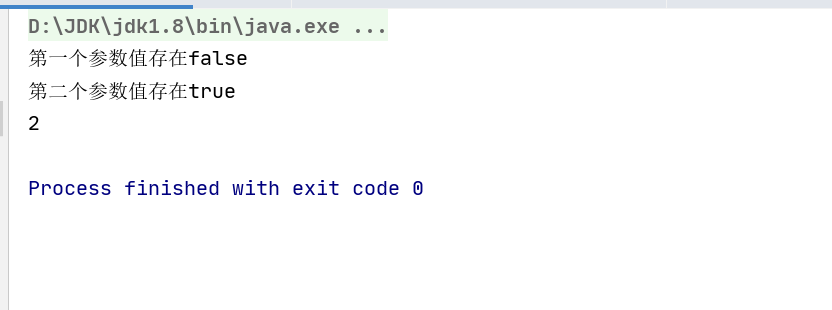 D:\JDK\jdk1.8\bin\java.exe ...
第一个参数值存在false
第二个参数值存在true
2
Process finished with exit code 0